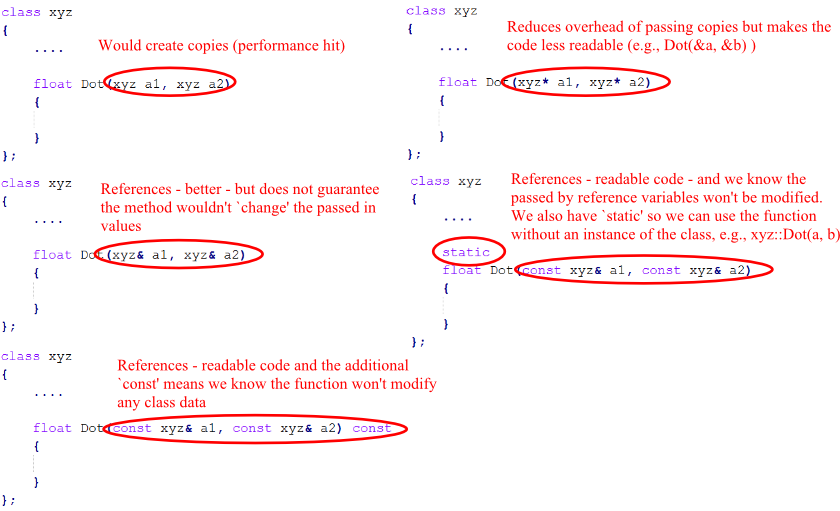 class xyz
{
....
Would create copies (performance hit)
float Dot(xyz a1, xyz a2)
{
}
};
class xyz
{
....
Reduces overhead of passing copies but makes the
code less readable (e.g., Dot(&a, &b) )
float Dot(xyz* a1, xyz* a2)
{
}
};
class xyz
{
....
References - better - but does not guarantee
the method wouldn't `change' the passed in
values
float Dot(xyz& a1, xyz& a2)
{
}
};
class xyz
{
....
References - readable code - and we know the
passed by reference variables won't be modified.
We also have `static' so we can use the function
without an instance of the class, e.g., xyz::Dot(a, b)
static
float Dot(const xyz& a1, const xyz& a2)
{
}
};
class xyz
{
....
References - readable code and the additional
`const' means we know the function won't modify
any class data
float Dot(const xyz& a1, const xyz& a2) const
{
}
};